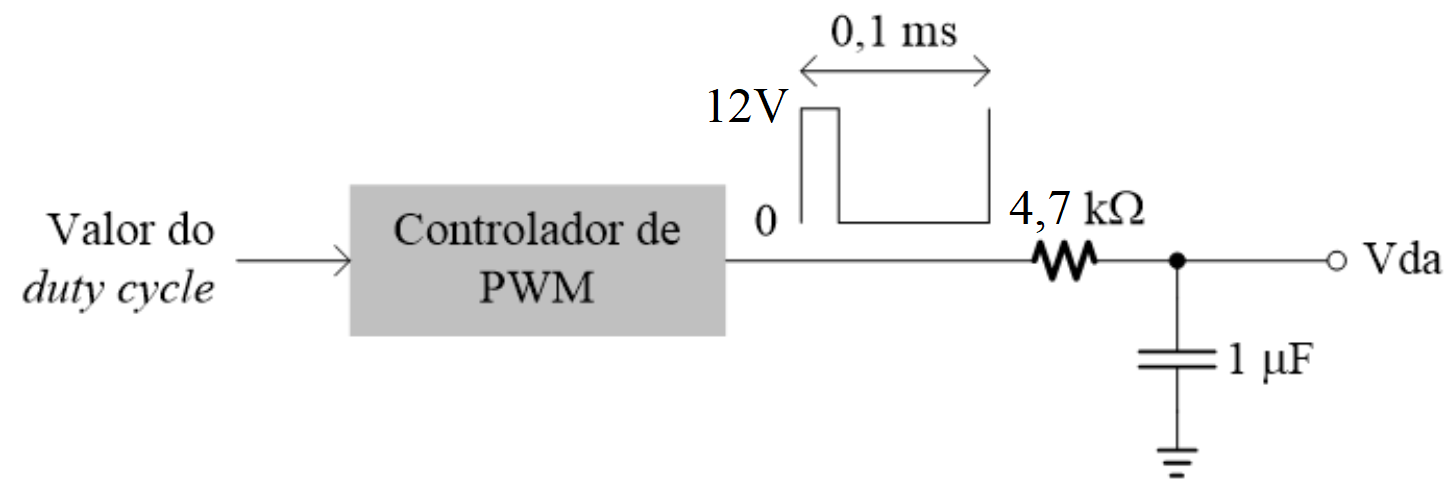 0,1 ms
12V
0
4,7 kΩ
Valor do
duty cycle
Controlador de
PWM
Vda
1 μF